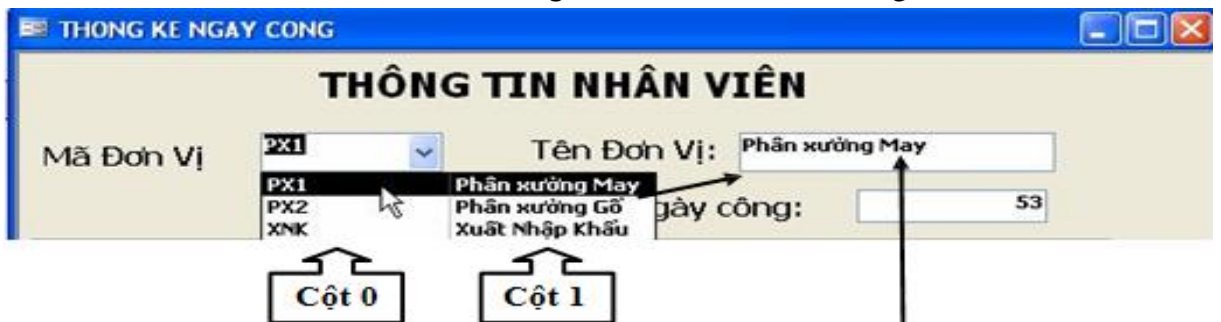 THONG KE NGAY CONG
THÔNG TIN NHÂN VIÊN
Mã Đơn Vị PX1 Tên Đơn Vị: Phân xưởng May
PX1 Phân xưởng May
PX2 Phân xưởng Gỗ gày công: 53
XNK Xuất Nhập Khẩu
Cột 0 Cột 1